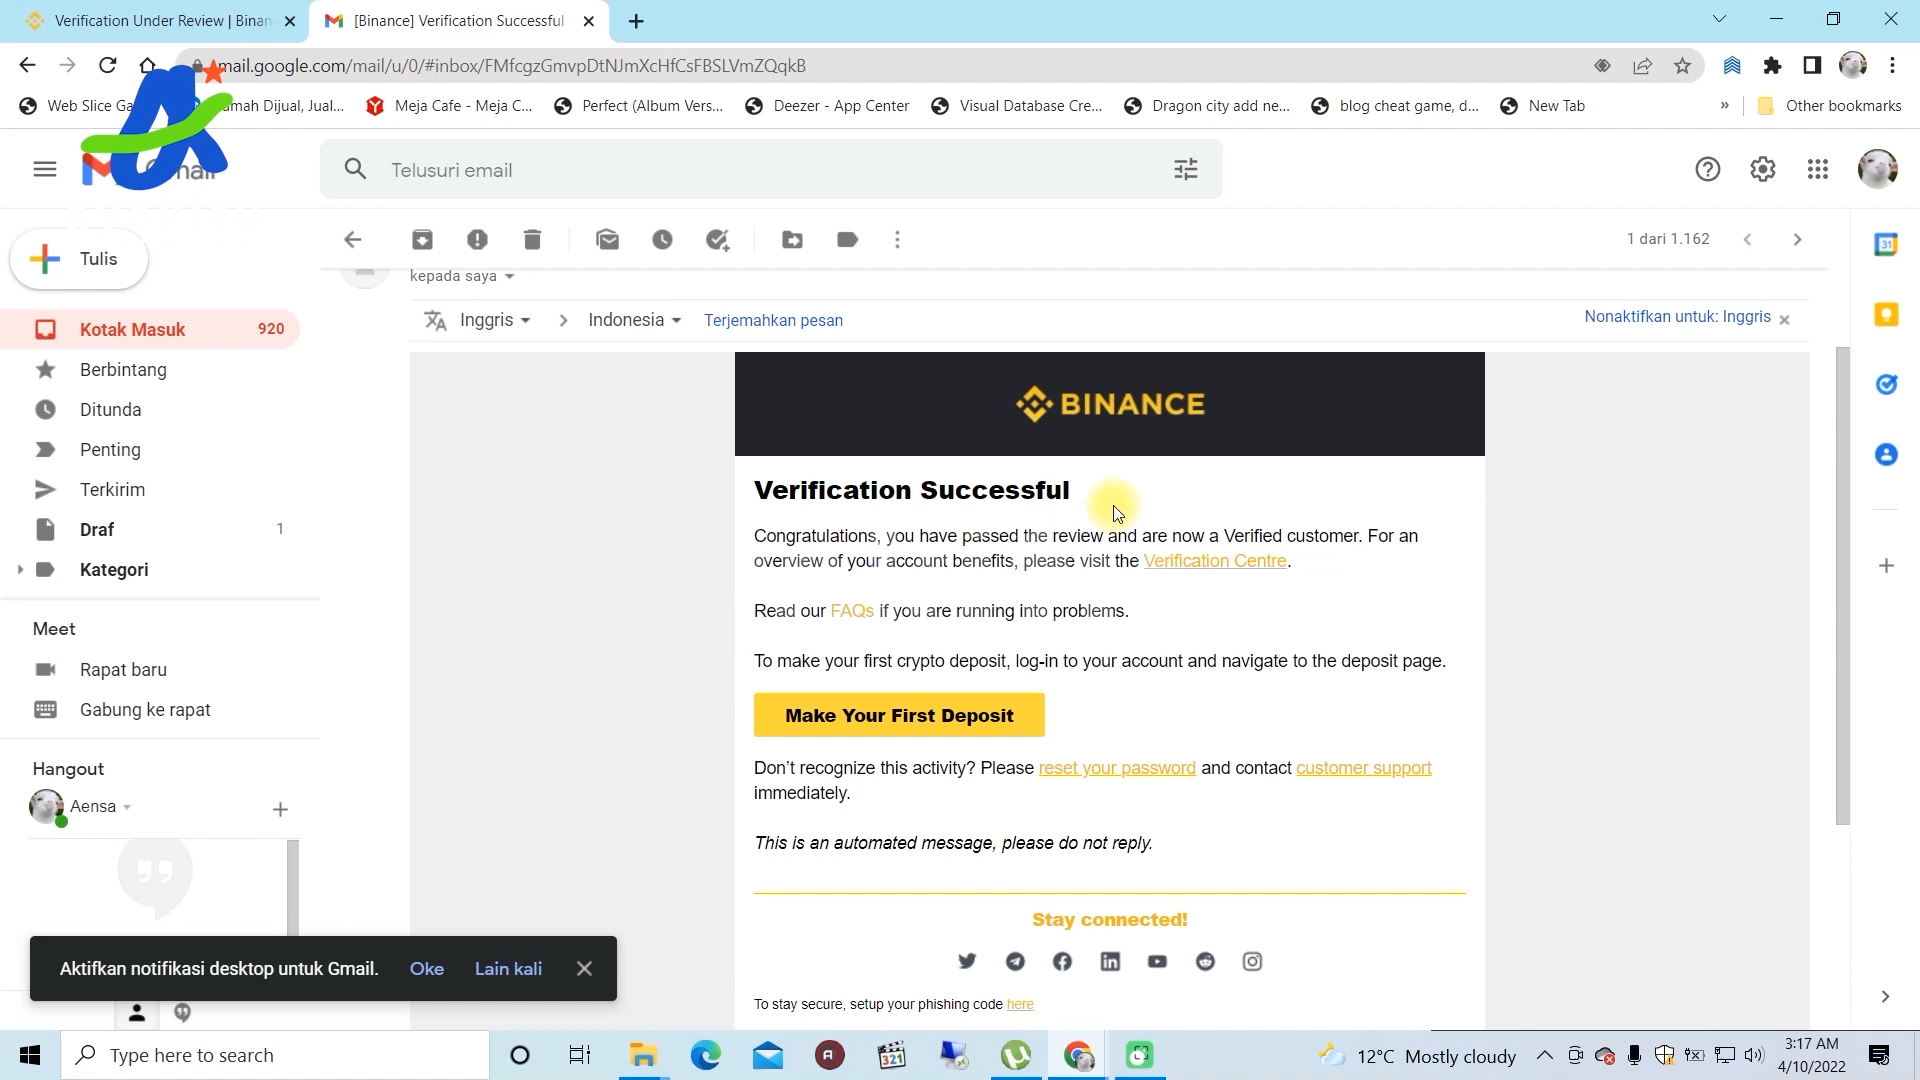 Verification Under Review | Binan
[Binance] Verification Successful
mail.google.com/mail/u/0/#inbox/FMfcgzGmvpDtNJmXcHfCsFBSLVmZQqkB
Web Slice Ga
amah Dijual, Jual...
Meja Cafe - Meja C...
Perfect (Album Vers...
Deezer - App Center
Visual Database Cre...
Dragon city add ne...
blog cheat game, d...
New Tab
»
Other bookmarks
Telusuri email
Tulis
1 dari 1.162
kepada saya
Inggris
Indonesia
Terjemahkan pesan
Nonaktifkan untuk: Inggris
Kotak Masuk 920
Berbintang
Ditunda
Penting
Terkirim
Draf 1
Kategori
Meet
Rapat baru
Gabung ke rapat
Hangout
Aensa
BINANCE
Verification Successful
Congratulations, you have passed the review and are now a Verified customer. For an
overview of your account benefits, please visit the Verification Centre.
Read our FAQs if you are running into problems.
To make your first crypto deposit, log-in to your account and navigate to the deposit page.
Make Your First Deposit
Don't recognize this activity? Please reset your password and contact customer support
immediately.
This is an automated message, please do not reply.
Stay connected!
To stay secure, setup your phishing code here
Aktifkan notifikasi desktop untuk Gmail. Oke Lain kali
Type here to search
321
12°C Mostly cloudy
3:17 AM
4/10/2022
31